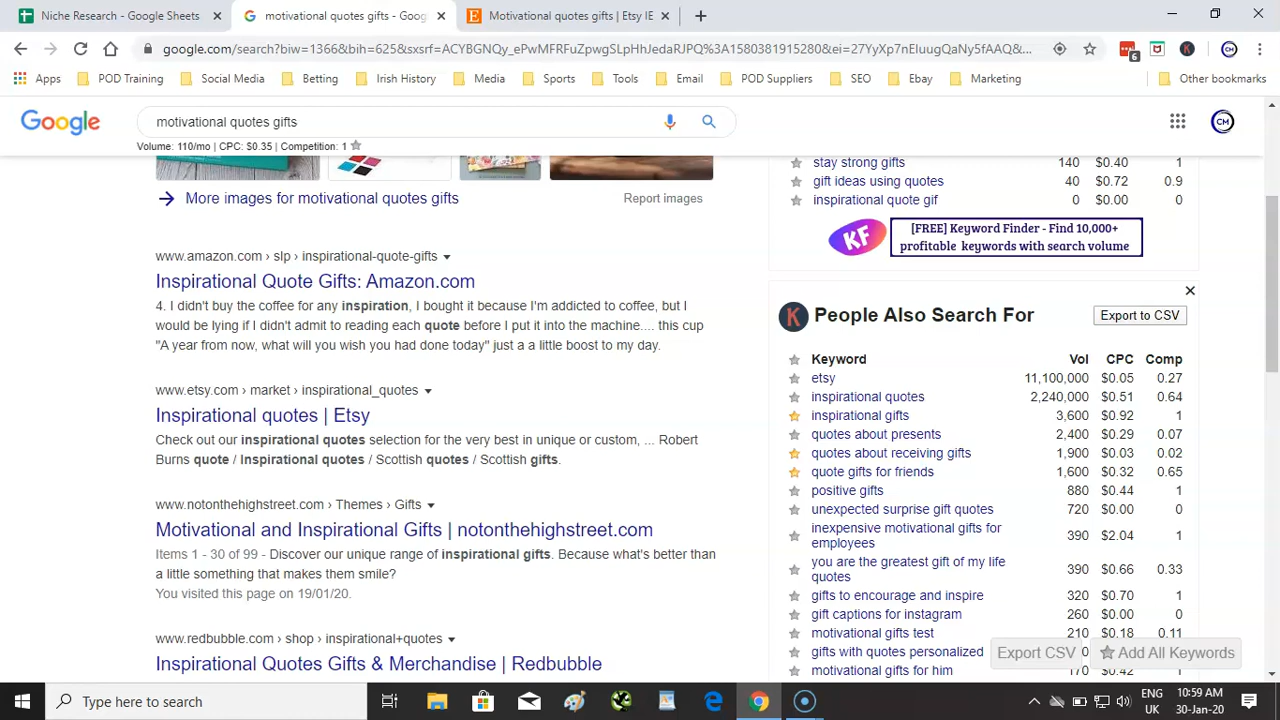 Niche Research - Google Sheets
motivational quotes gifts - Goog
Motivational quotes gifts | Etsy IE
google.com/search?biw=1366&bih=625&sxsrf=ACYBGNQy_ePwMFRFuZpwgSLpHhJedaRJPQ%3A1580381915280&ei=27YyXp7nEluugQaNy5fAAQ&...
6
Apps
POD Training
Social Media
Betting
Irish History
Media
Sports
Tools
Email
POD Suppliers
SEO
Ebay
Marketing
Other bookmarks
Google
motivational quotes gifts
CM
Volume: 110/mo | CPC: $0.35 | Competition: 1
More images for motivational quotes gifts
Report images
www.amazon.com › slp › inspirational-quote-gifts
Inspirational Quote Gifts: Amazon.com
4. I didn't buy the coffee for any inspiration, I bought it because I'm addicted to coffee, but I
would be lying if I didn't admit to reading each quote before I put it into the machine.... this cup
"A year from now, what will you wish you had done today" just a a little boost to my day.
www.etsy.com › market › inspirational_quotes
Inspirational quotes | Etsy
Check out our inspirational quotes selection for the very best in unique or custom, ... Robert
Burns quote / Inspirational quotes / Scottish quotes / Scottish gifts.
www.notonthehighstreet.com › Themes › Gifts
Motivational and Inspirational Gifts | notonthehighstreet.com
Items 1 - 30 of 99 - Discover our unique range of inspirational gifts. Because what's better than
a little something that makes them smile?
You visited this page on 19/01/20.
www.redbubble.com › shop › inspirational+quotes
Inspirational Quotes Gifts & Merchandise | Redbubble
stay strong gifts 140 $0.40 1
gift ideas using quotes 40 $0.72 0.9
inspirational quote gif 0 $0.00 0
KF
[FREE] Keyword Finder - Find 10,000+
profitable keywords with search volume
K
People Also Search For
Export to CSV
Keyword Vol CPC Comp
etsy 11,100,000 $0.05 0.27
inspirational quotes 2,240,000 $0.51 0.64
inspirational gifts 3,600 $0.92 1
quotes about presents 2,400 $0.29 0.07
quotes about receiving gifts 1,900 $0.03 0.02
quote gifts for friends 1,600 $0.32 0.65
positive gifts 880 $0.44 1
unexpected surprise gift quotes 720 $0.00 0
inexpensive motivational gifts for
employees 390 $2.04 1
you are the greatest gift of my life
quotes 390 $0.66 0.33
gifts to encourage and inspire 320 $0.70 1
gift captions for instagram 260 $0.00 0
motivational gifts test 210 $0.18 0.11
gifts with quotes personalized
motivational gifts for him 170 $0.42 1
Export CSV
Add All Keywords
Type here to search
ENG
UK
10:59 AM
30-Jan-20